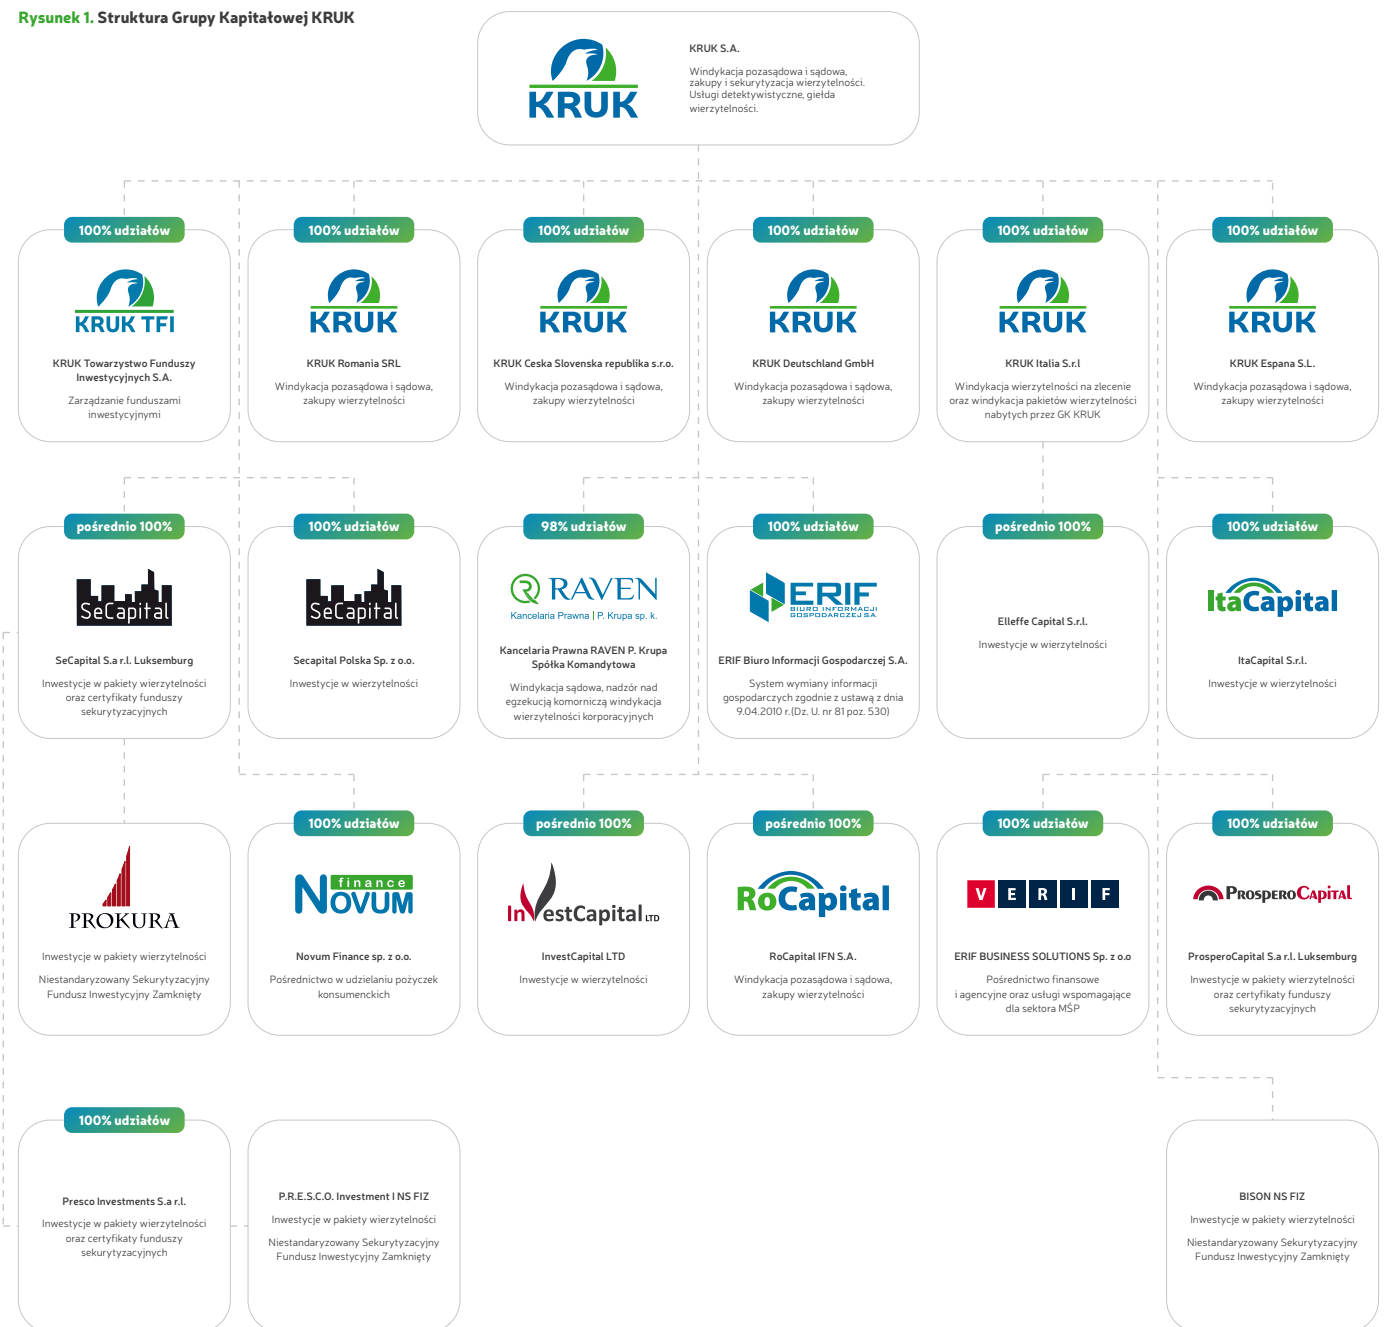 Rysunek 1. Struktura Grupy Kapitałowej KRUK
KRUK
KRUK S.A.
Windykacja pozasądowa i sądowa,
zakupy i sekurytyzacja wierzytelności.
Usługi detektywistyczne, giełda
wierzytelności.
100% udziałów
KRUK TFI
KRUK Towarzystwo Funduszy
Inwestycyjnych S.A.
Zarządzanie funduszami
inwestycyjnymi
100% udziałów
KRUK
KRUK Romania SRL
Windykacja pozasądowa i sądowa,
zakupy wierzytelności
100% udziałów
KRUK
KRUK Ceska Slovenska republika s.r.o.
Windykacja pozasądowa i sądowa,
zakupy wierzytelności
100% udziałów
KRUK
KRUK Deutschland GmbH
Windykacja pozasądowa i sądowa,
zakupy wierzytelności
100% udziałów
KRUK
KRUK Italia S.r.l
Windykacja wierzytelności na zlecenie
oraz windykacja pakietów wierzytelności
nabytych przez GK KRUK
100% udziałów
KRUK
KRUK Espana S.L.
Windykacja pozasądowa i sądowa,
zakupy wierzytelności
pośrednio 100%
SeCapital
SeCapital S.a r.l. Luksemburg
Inwestycje w pakiety wierzytelności
oraz certyfikaty funduszy
sekurytyzacyjnych
100% udziałów
SeCapital
Secapital Polska Sp. z o.o.
Inwestycje w wierzytelności
98% udziałów
RAVEN
Kancelaria Prawna | P. Krupa sp. k.
Kancelaria Prawna RAVEN P. Krupa
Spółka Komandytowa
Windykacja sądowa, nadzór nad
egzekucją komorniczą windykacja
wierzytelności korporacyjnych
100% udziałów
ERIF
BIURO INFORMACJI
GOSPODARCZEJ SA
ERIF Biuro Informacji Gospodarczej S.A.
System wymiany informacji
gospodarczych zgodnie z ustawą z dnia
9.04.2010 r.(Dz. U. nr 81 poz. 530)
pośrednio 100%
Elleffe Capital S.r.l.
Inwestycje w wierzytelności
100% udziałów
ItaCapital
ItaCapital S.r.l.
Inwestycje w wierzytelności
PROKURA
Inwestycje w pakiety wierzytelności
Niestandaryzowany Sekurytyzacyjny
Fundusz Inwestycyjny Zamknięty
100% udziałów
finance
NOVUM
Novum Finance sp. z o.o.
Pośrednictwo w udzielaniu pożyczek
konsumenckich
pośrednio 100%
InVestCapital LTD
InvestCapital LTD
Inwestycje w wierzytelności
pośrednio 100%
RoCapital
RoCapital IFN S.A.
Windykacja pozasądowa i sądowa,
zakupy wierzytelności
100% udziałów
VERIF
ERIF BUSINESS SOLUTIONS Sp. z o.o
Pośrednictwo finansowe
i agencyjne oraz usługi wspomagające
dla sektora MŚP
100% udziałów
PROSPEROCAPITAL
ProsperoCapital S.a r.l. Luksemburg
Inwestycje w pakiety wierzytelności
oraz certyfikaty funduszy
sekurytyzacyjnych
100% udziałów
Presco Investments S.a r.l.
Inwestycje w pakiety wierzytelności
oraz certyfikaty funduszy
sekurytyzacyjnych
P.R.E.S.C.O. Investment I NS FIZ
Inwestycje w pakiety wierzytelności
Niestandaryzowany Sekurytyzacyjny
Fundusz Inwestycyjny Zamknięty
BISON NS FIZ
Inwestycje w pakiety wierzytelności
Niestandaryzowany Sekurytyzacyjny
Fundusz Inwestycyjny Zamknięty